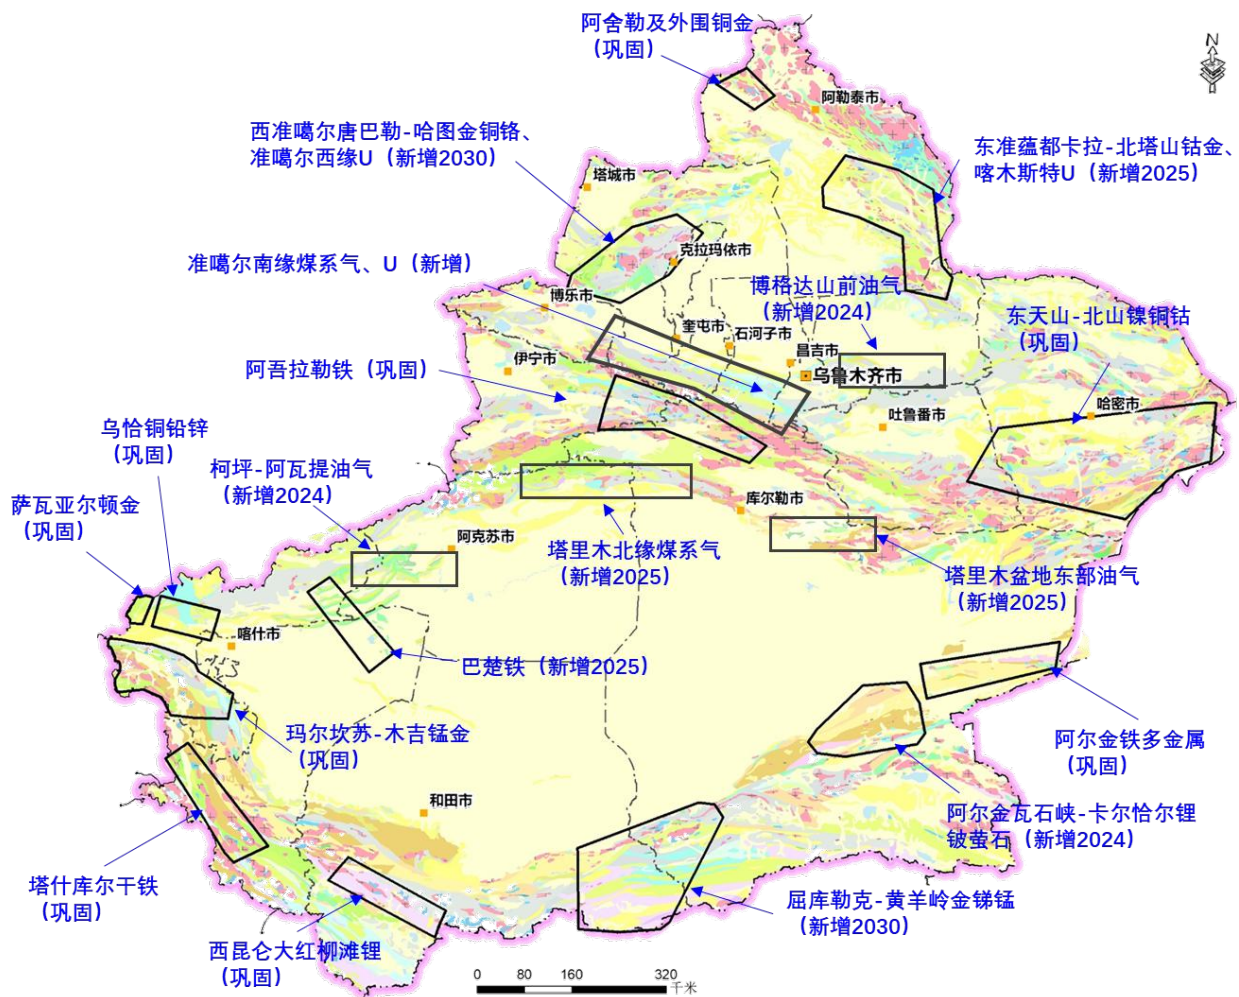 阿舍勒及外围铜金
（巩固）
N
阿勒泰市
西准噶尔唐巴勒-哈图金铜铬、
准噶尔西缘U（新增2030）
东准蕴都卡拉-北塔山钴金、
喀木斯特U（新增2025）
塔城市
克拉玛依市
准噶尔南缘煤系气、U（新增）
博格达山前油气
（新增2024）
博乐市
奎屯市
石河子市
昌吉市
东天山-北山镍铜钴
（巩固）
阿吾拉勒铁（巩固）
伊宁市
乌鲁木齐市
吐鲁番市
哈密市
乌恰铜铅锌
（巩固）
柯坪-阿瓦提油气
（新增2024）
萨瓦亚尔顿金
（巩固）
库尔勒市
阿克苏市
塔里木北缘煤系气
（新增2025）
塔里木盆地东部油气
（新增2025）
喀什市
巴楚铁（新增2025）
玛尔坎苏-木吉锰金
（巩固）
阿尔金铁多金属
（巩固）
和田市
阿尔金瓦石峡-卡尔恰尔锂
铍萤石（新增2024）
塔什库尔干铁
（巩固）
屈库勒克-黄羊岭金锑锰
（新增2030）
西昆仑大红柳滩锂
（巩固）
0 80 160 320
千米